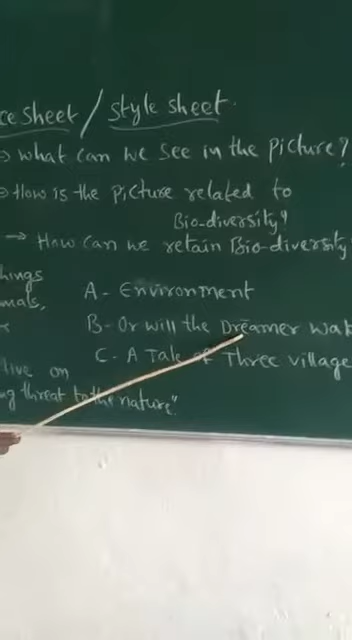 ce sheet / Style sheet.
→ What can we see in the picture?
→ How is the picture related to
Bio-diversity?
→ How can we retain Bio-diversity
hings
mals,
A - Environment
B - Or will the Dreamer Wak
C - A Tale of Three village
live on
ng threat to the nature".